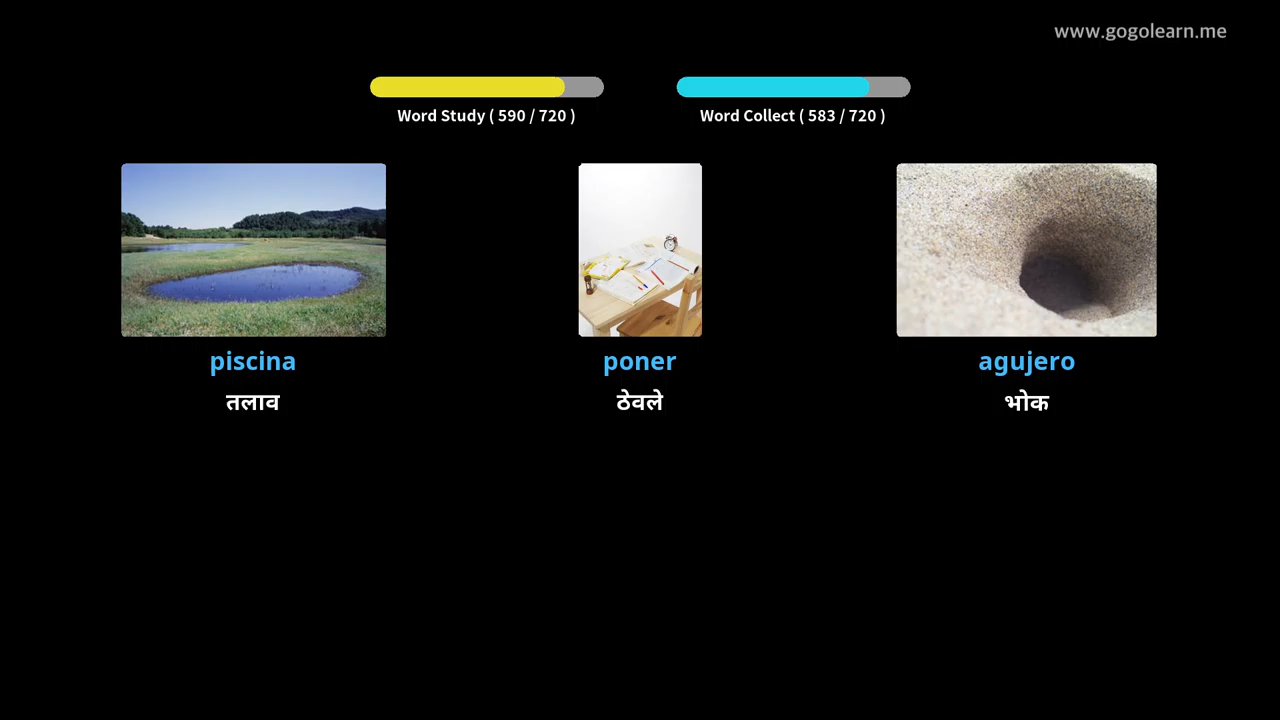 www.gogolearn.me
Word Study ( 590 / 720 )
Word Collect ( 583 / 720 )
piscina
poner
agujero
तलाव
ठेवले
भोक